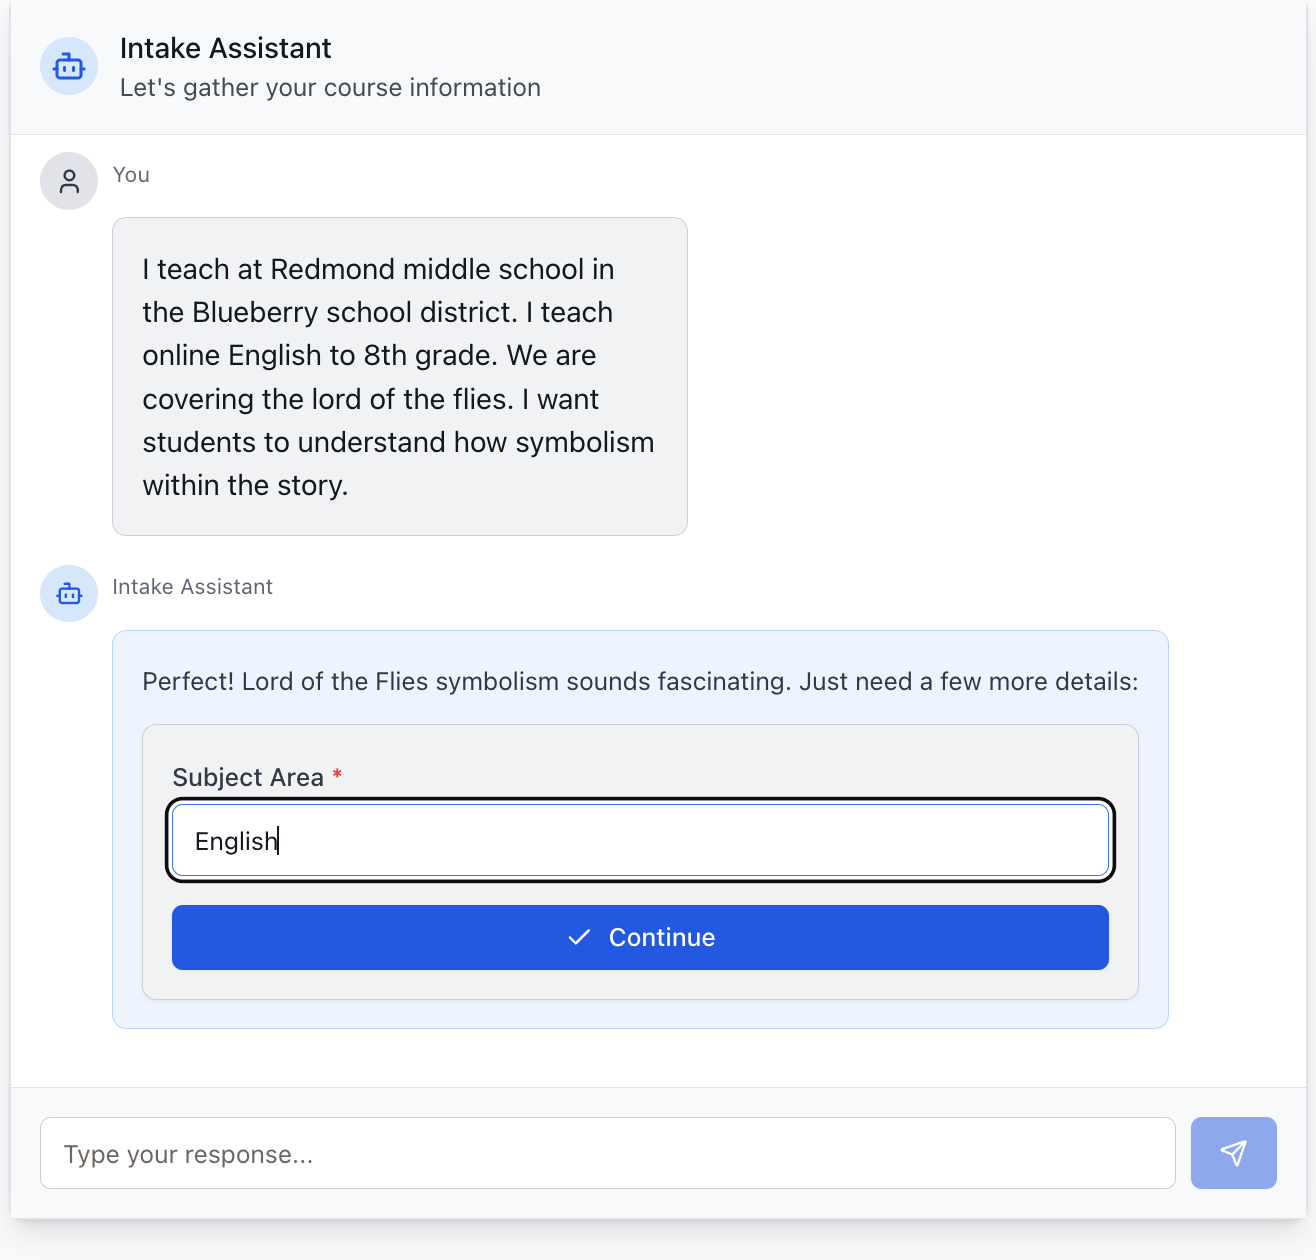 Intake Assistant
Let's gather your course information
You
I teach at Redmond middle school in
the Blueberry school district. I teach
online English to 8th grade. We are
covering the lord of the flies. I want
students to understand how symbolism
within the story.
Intake Assistant
Perfect! Lord of the Flies symbolism sounds fascinating. Just need a few more details:
Subject Area *
English
Continue
Type your response...